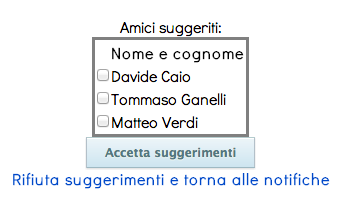 Amici suggeriti:
Nome e cognome
Davide Caio
Tommaso Ganelli
Matteo Verdi
Accetta suggerimenti
Rifiuta suggerimenti e torna alle notifiche